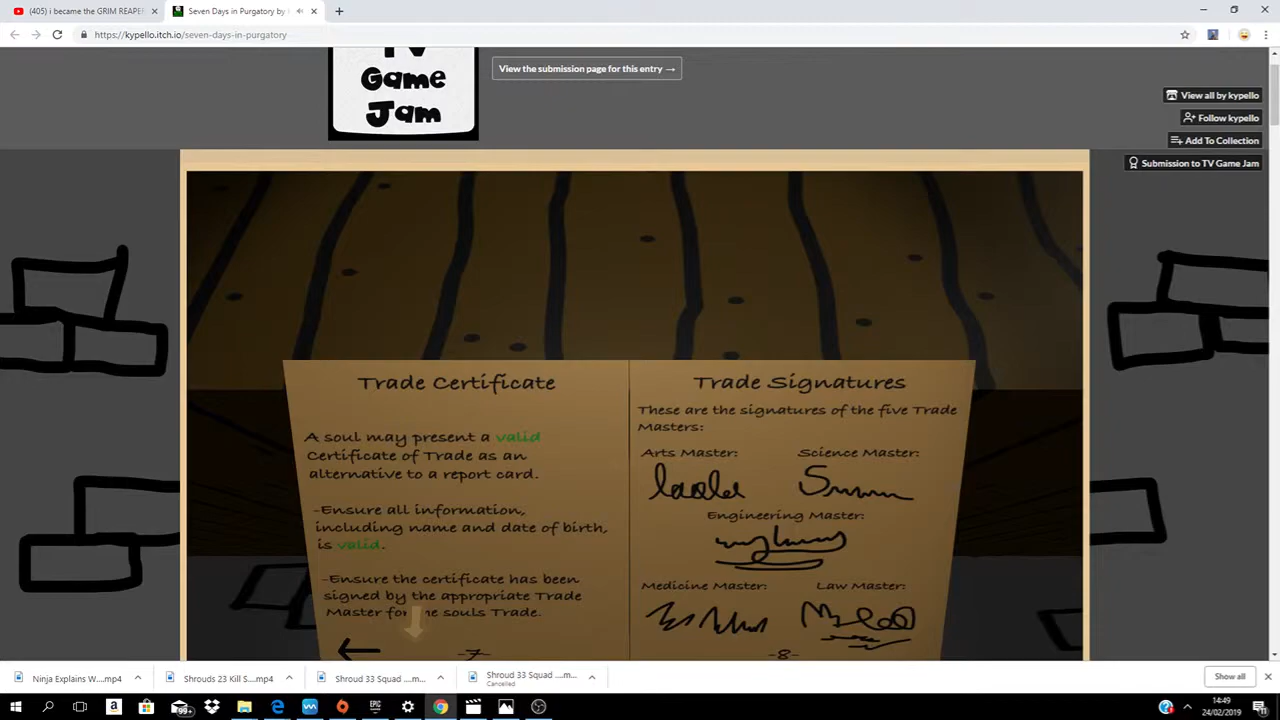 (405) i became the GRIM REAPER
Seven Days in Purgatory by
https://kypello.itch.io/seven-days-in-purgatory
Game
Jam
View the submission page for this entry →
View all by kypello
Follow kypello
Add To Collection
Submission to TV Game Jam
Trade Certificate
A soul may present a valid
Certificate of Trade as an
alternative to a report card.
-Ensure all information,
including name and date of birth,
is valid.
-Ensure the certificate has been
signed by the appropriate Trade
Master for the souls Trade.
-7-
Trade Signatures
These are the signatures of the five Trade
Masters:
Arts Master: Science Master:
Engineering Master:
Medicine Master: Law Master:
-8-
Ninja Explains W....mp4
Shrouds 23 Kill S....mp4
Shroud 33 Squad ....m...
Shroud 33 Squad ....m...
Cancelled
Show all
99+
EPIC
14:49
24/02/2019